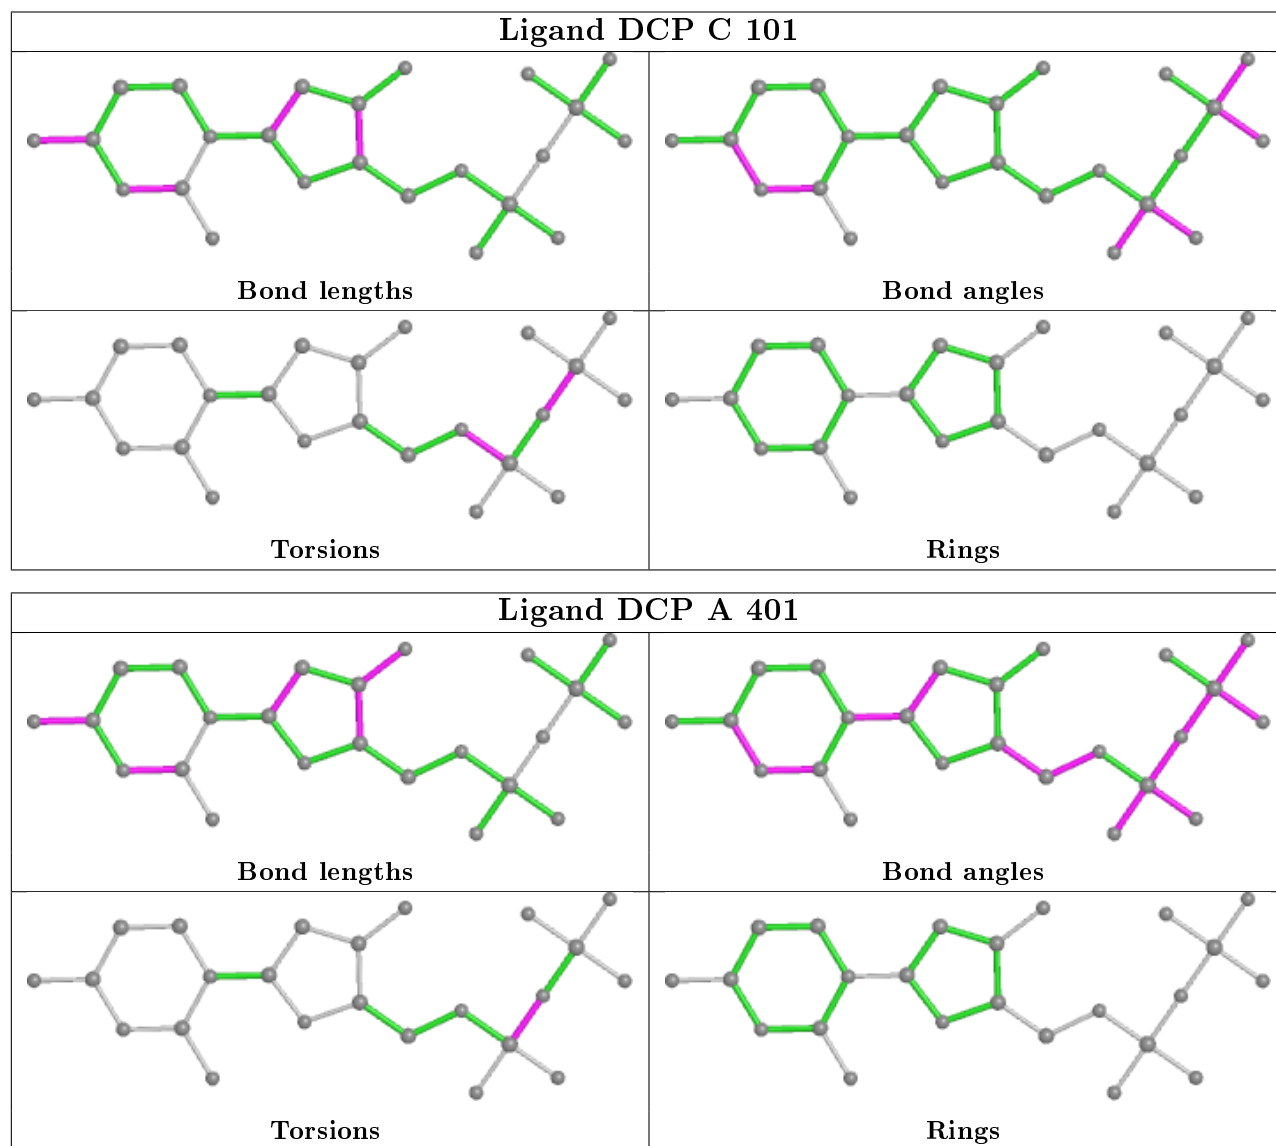 Ligand DCP C 101
Bond lengths
Bond angles
Torsions
Rings
Ligand DCP A 401
Bond lengths
Bond angles
Torsions
Rings